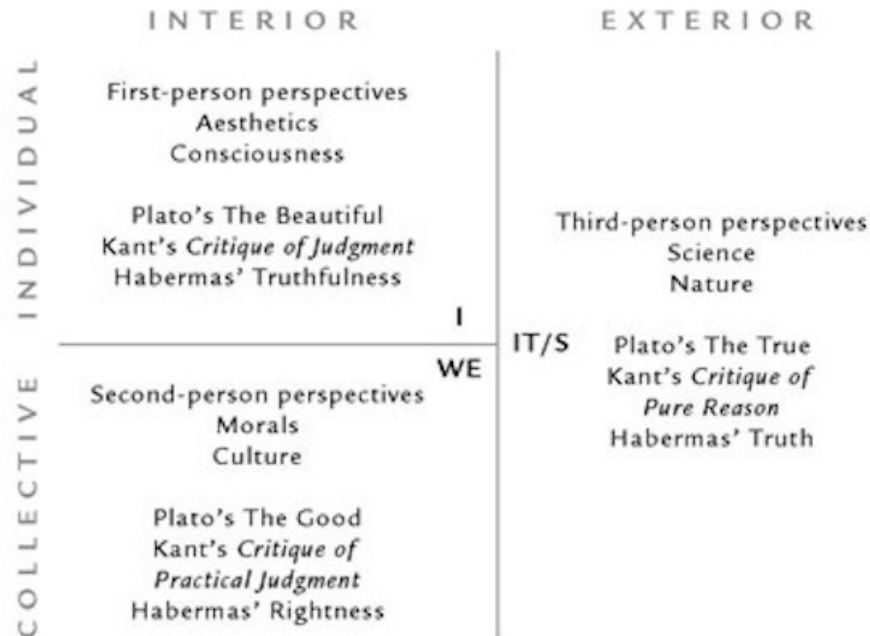 INTERIOR
EXTERIOR
INDIVIDUAL
First-person perspectives
Aesthetics
Consciousness
Plato's The Beautiful
Kant's Critique of Judgment
Habermas' Truthfulness
I
COLLECTIVE
WE
Second-person perspectives
Morals
Culture
Plato's The Good
Kant's Critique of
Practical Judgment
Habermas' Rightness
IT/S
Third-person perspectives
Science
Nature
Plato's The True
Kant's Critique of
Pure Reason
Habermas' Truth